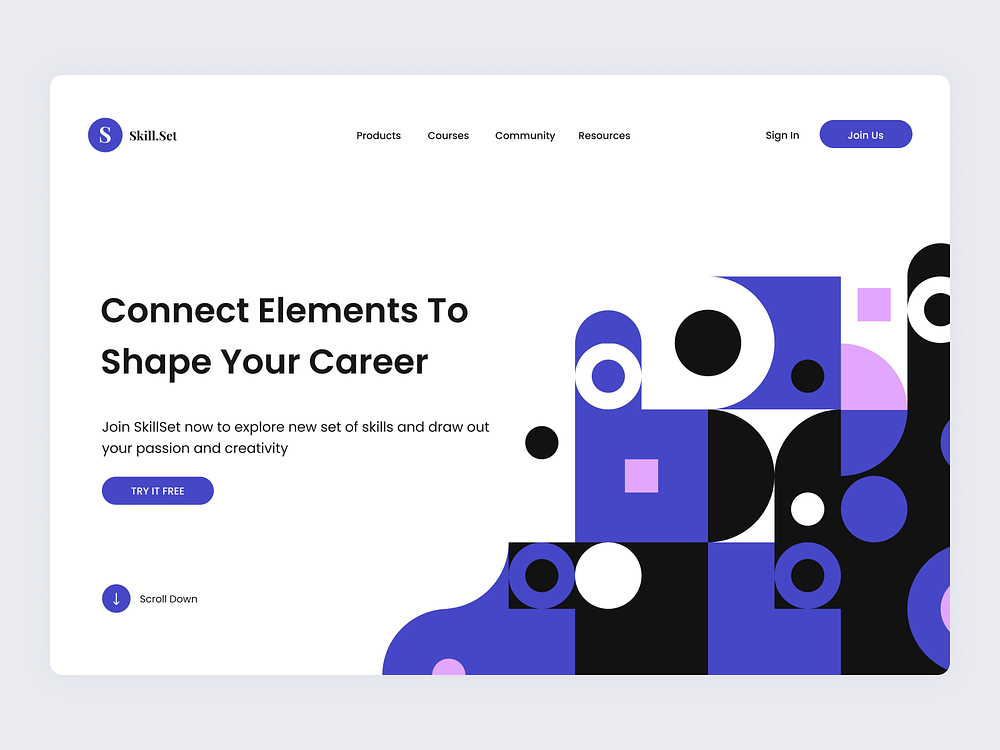 S Skill.Set
Products Courses Community Resources
Sign In Join Us
Connect Elements To
Shape Your Career
Join SkillSet now to explore new set of skills and draw out
your passion and creativity
TRY IT FREE
↓ Scroll Down